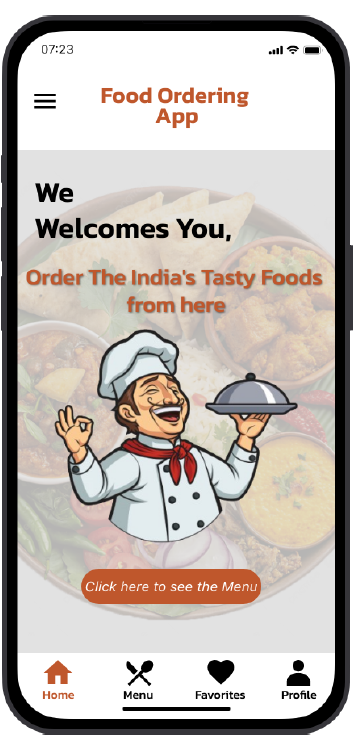 07:23
Food Ordering
App
We
Welcomes You,
Order The India's Tasty Foods
from here
Click here to see the Menu
Home
Menu
Favorites
Profile